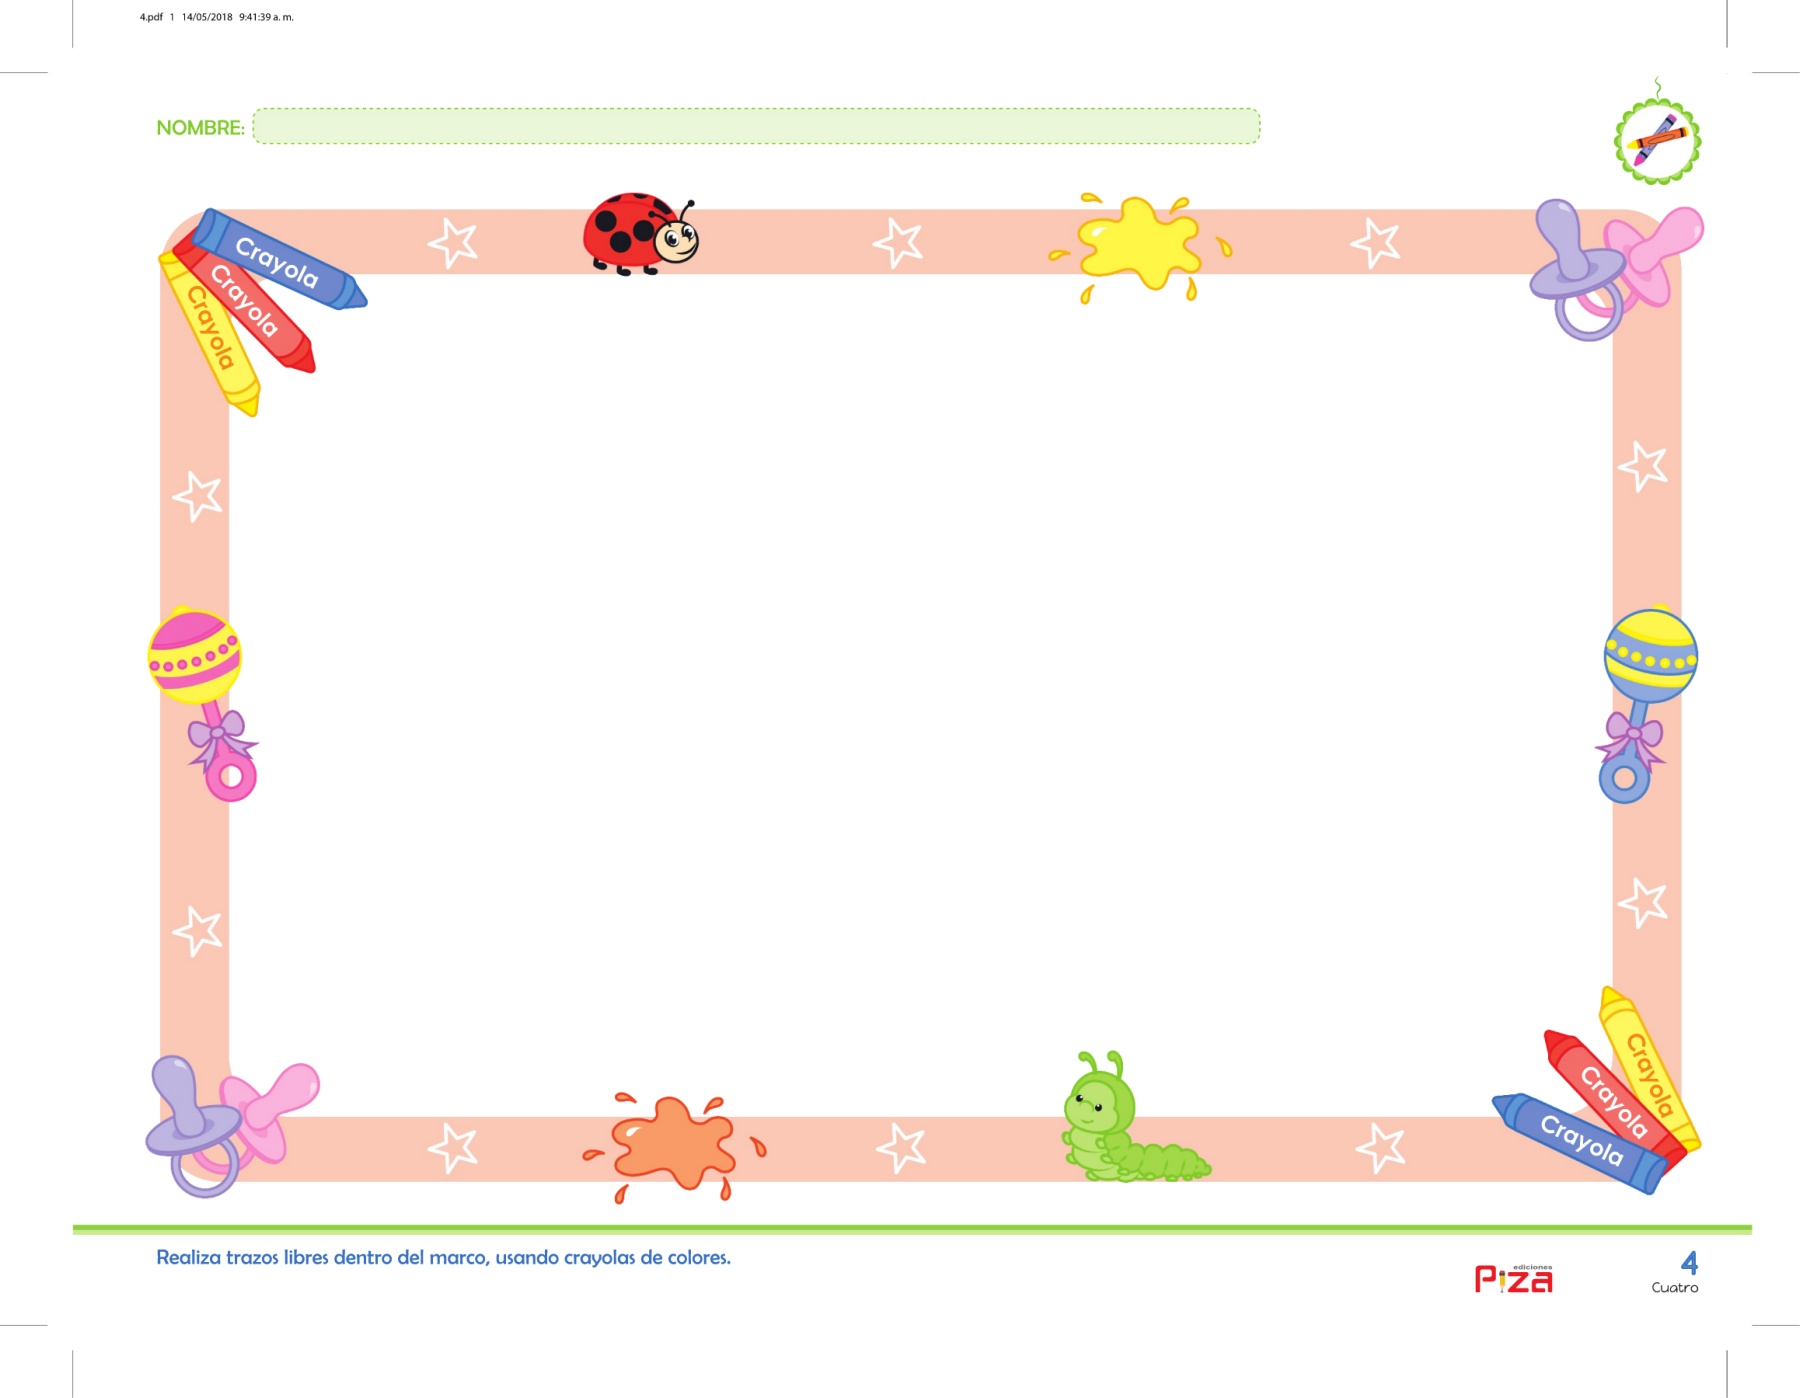 4.pdf 1 14/05/2018 9:41:39 a. m.
NOMBRE:
Crayola
Crayola
Crayola
Crayola
Crayola
Crayola
Realiza trazos libres dentro del marco, usando crayolas de colores.
ediciones
Piza
4
Cuatro